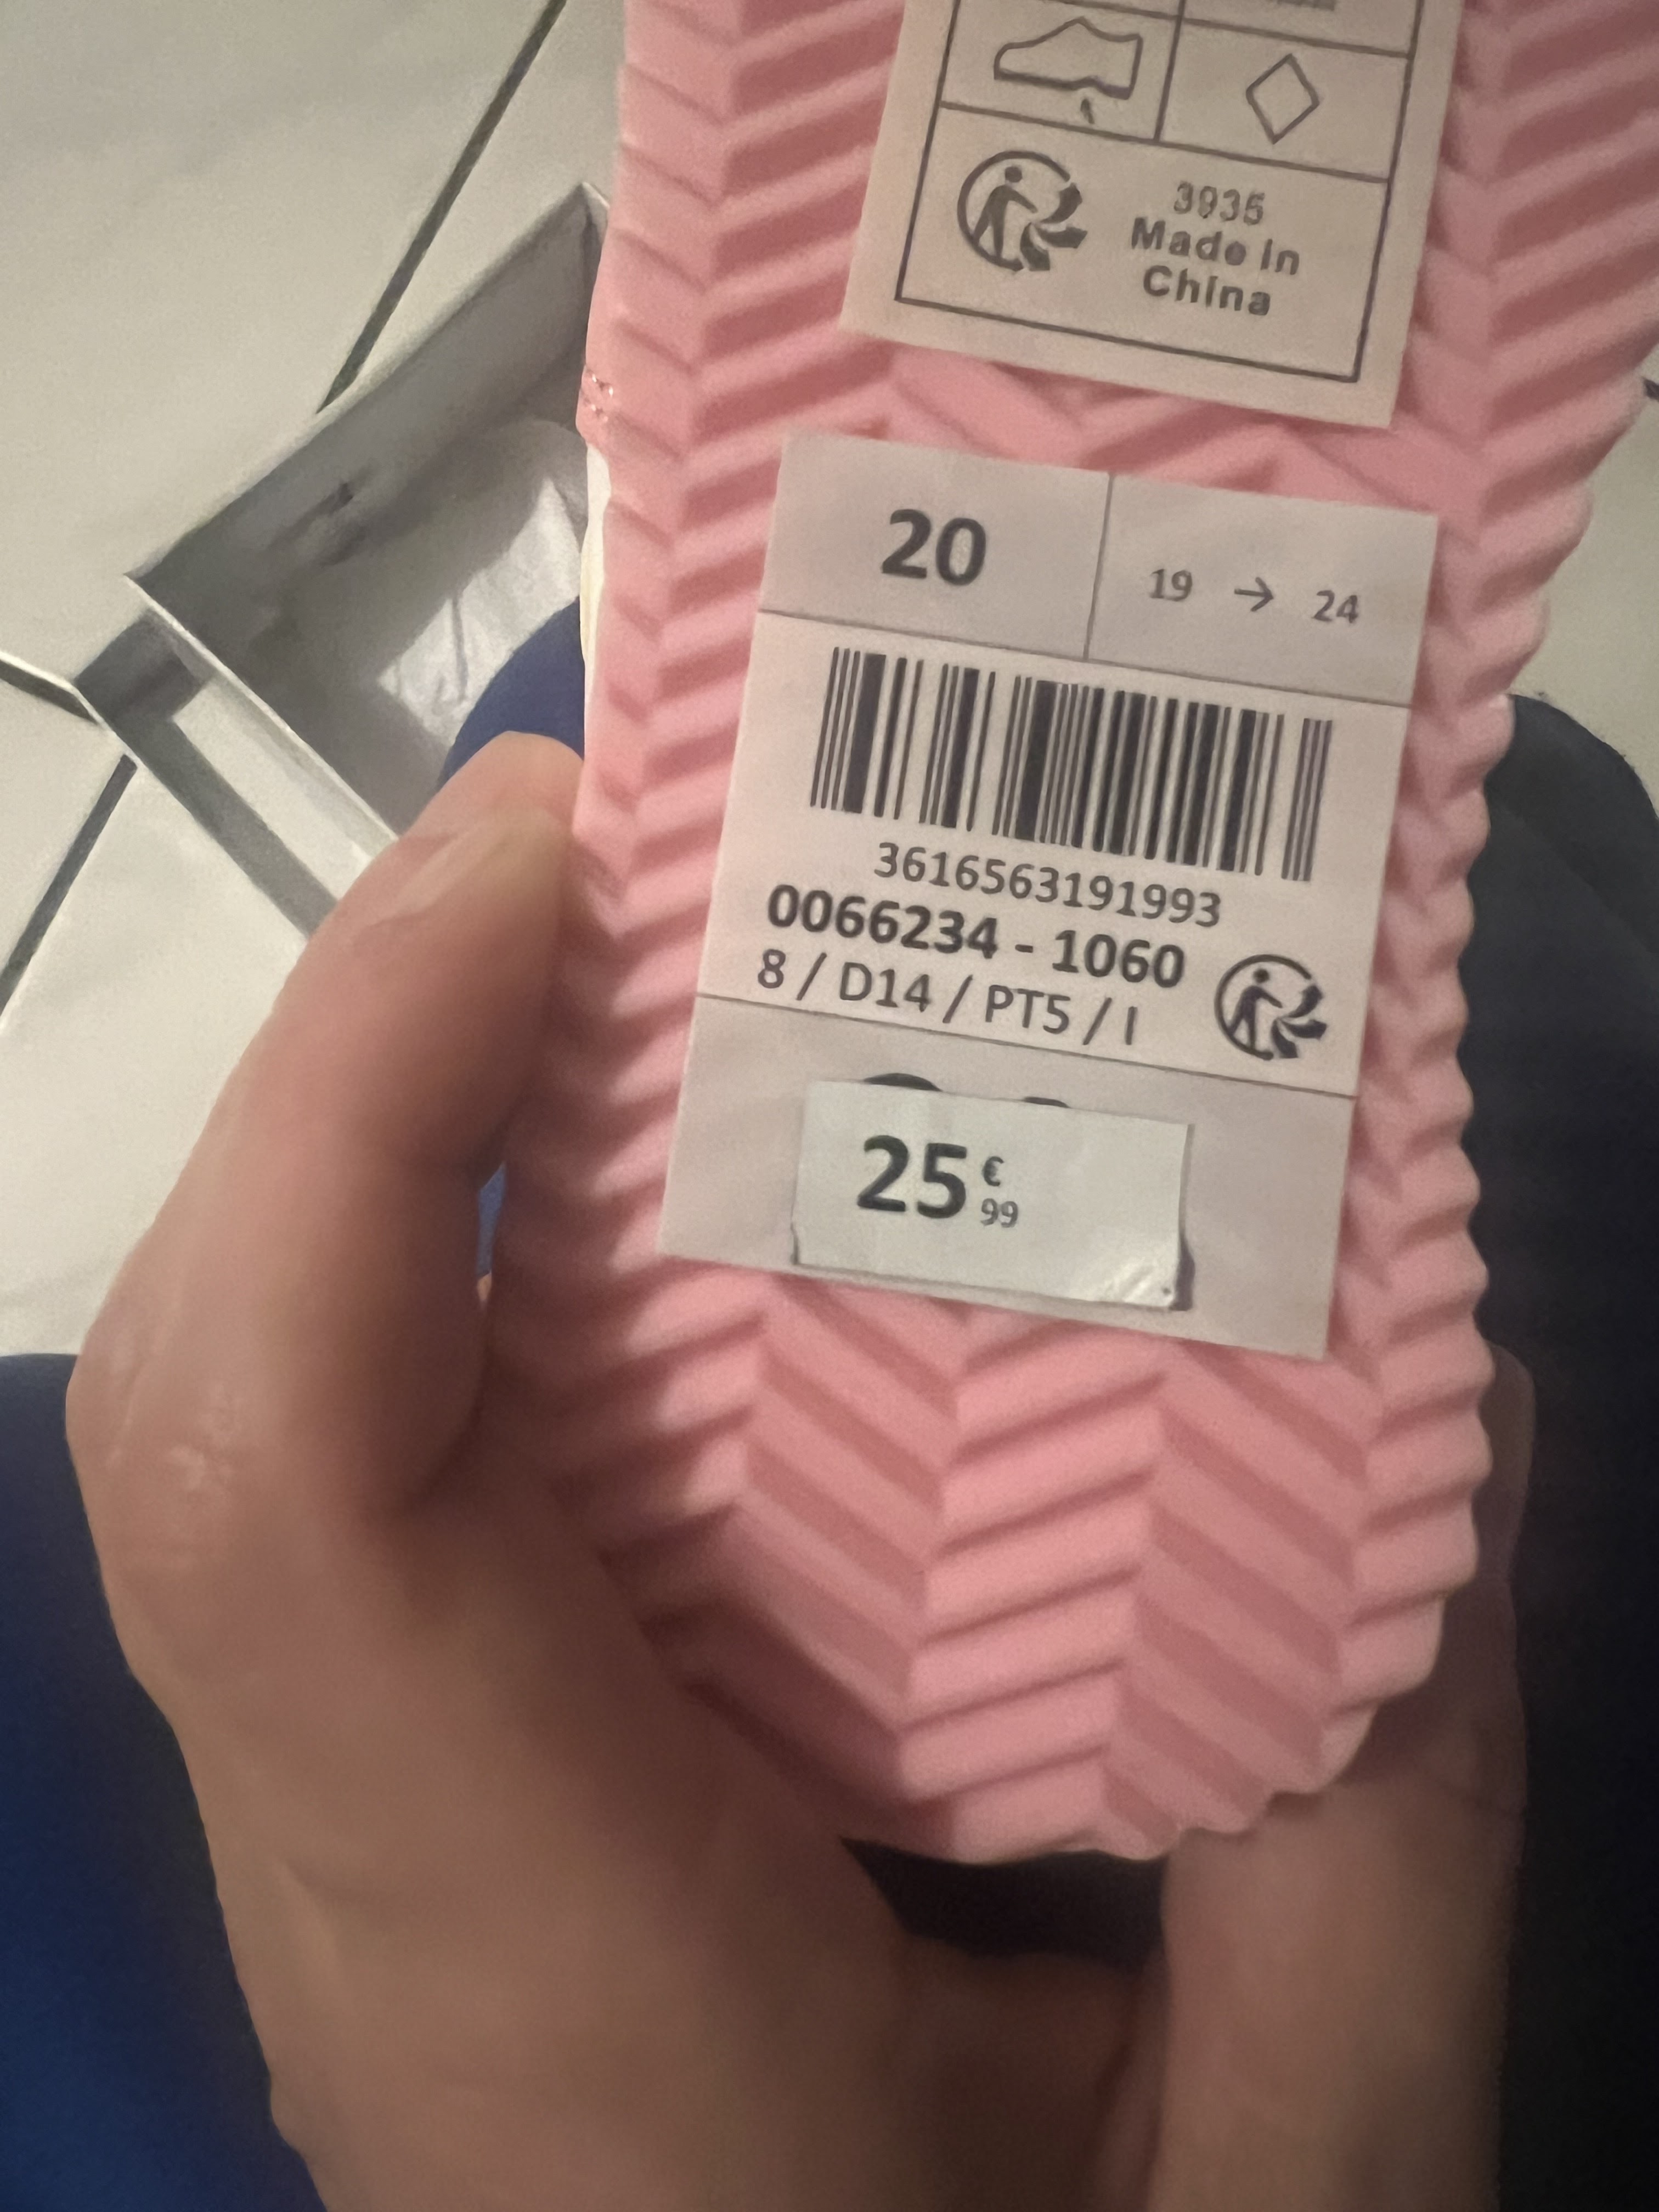 3935
Made in
China
20
19 → 24
3616563191993
0066234 - 1060
8 / D14 / PT5 / I
25 €
99